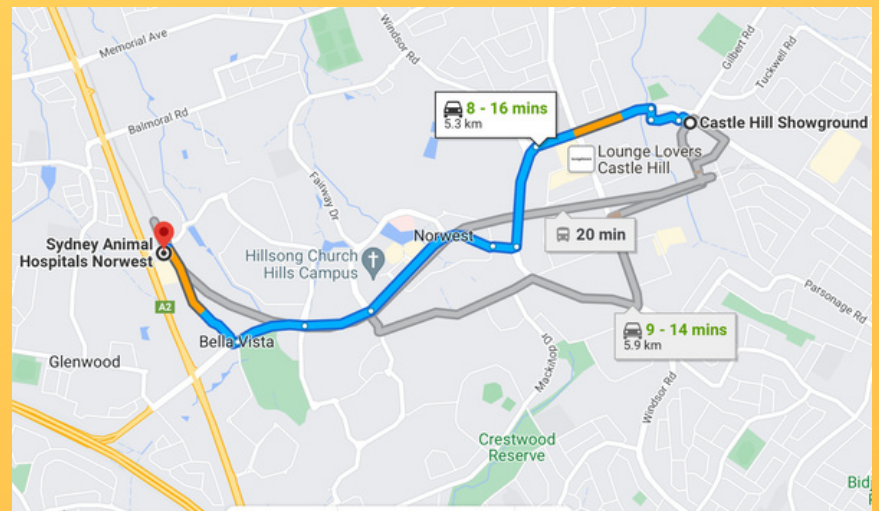 Memorial Ave
Windsor Rd
Gilbert Rd
Tuckwell Rd
Balmoral Rd
8 - 16 mins
5.3 km
Castle Hill Showground
Lounge Lovers
Castle Hill
Fairway Dr
Sydney Animal
Hospitals Norwest
Hillsong Church
Hills Campus
Norwest
20 min
A2
Bella Vista
9 - 14 mins
5.9 km
Parsonage Rd
Glenwood
Mackillop Dr
Windsor Rd
Crestwood
Reserve